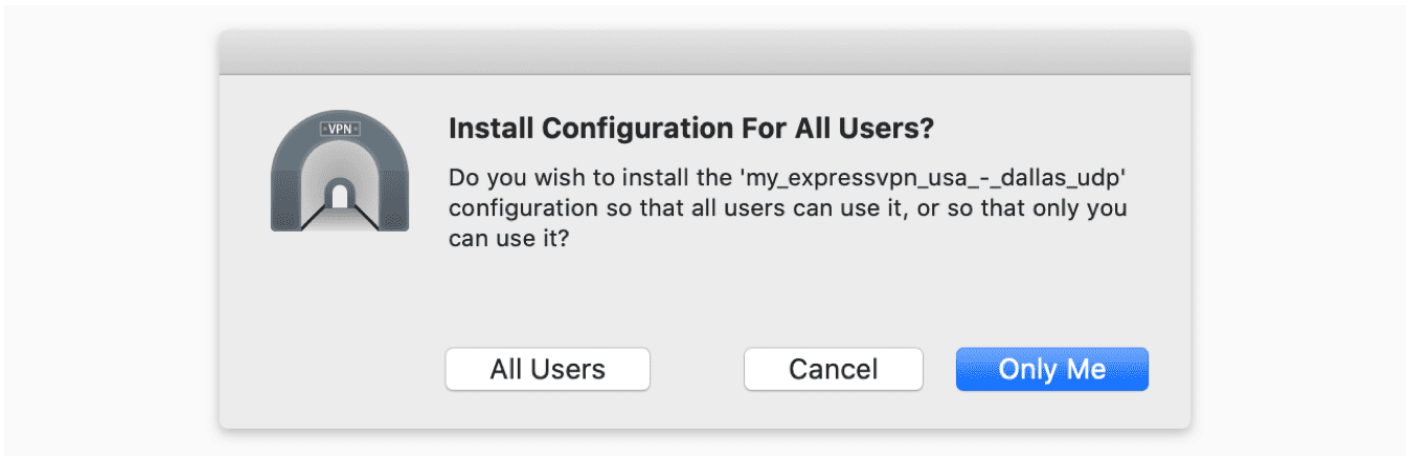 VPN
Install Configuration For All Users?
Do you wish to install the 'my_expressvpn_usa_-_dallas_udp'
configuration so that all users can use it, or so that only you
can use it?
All Users
Cancel
Only Me